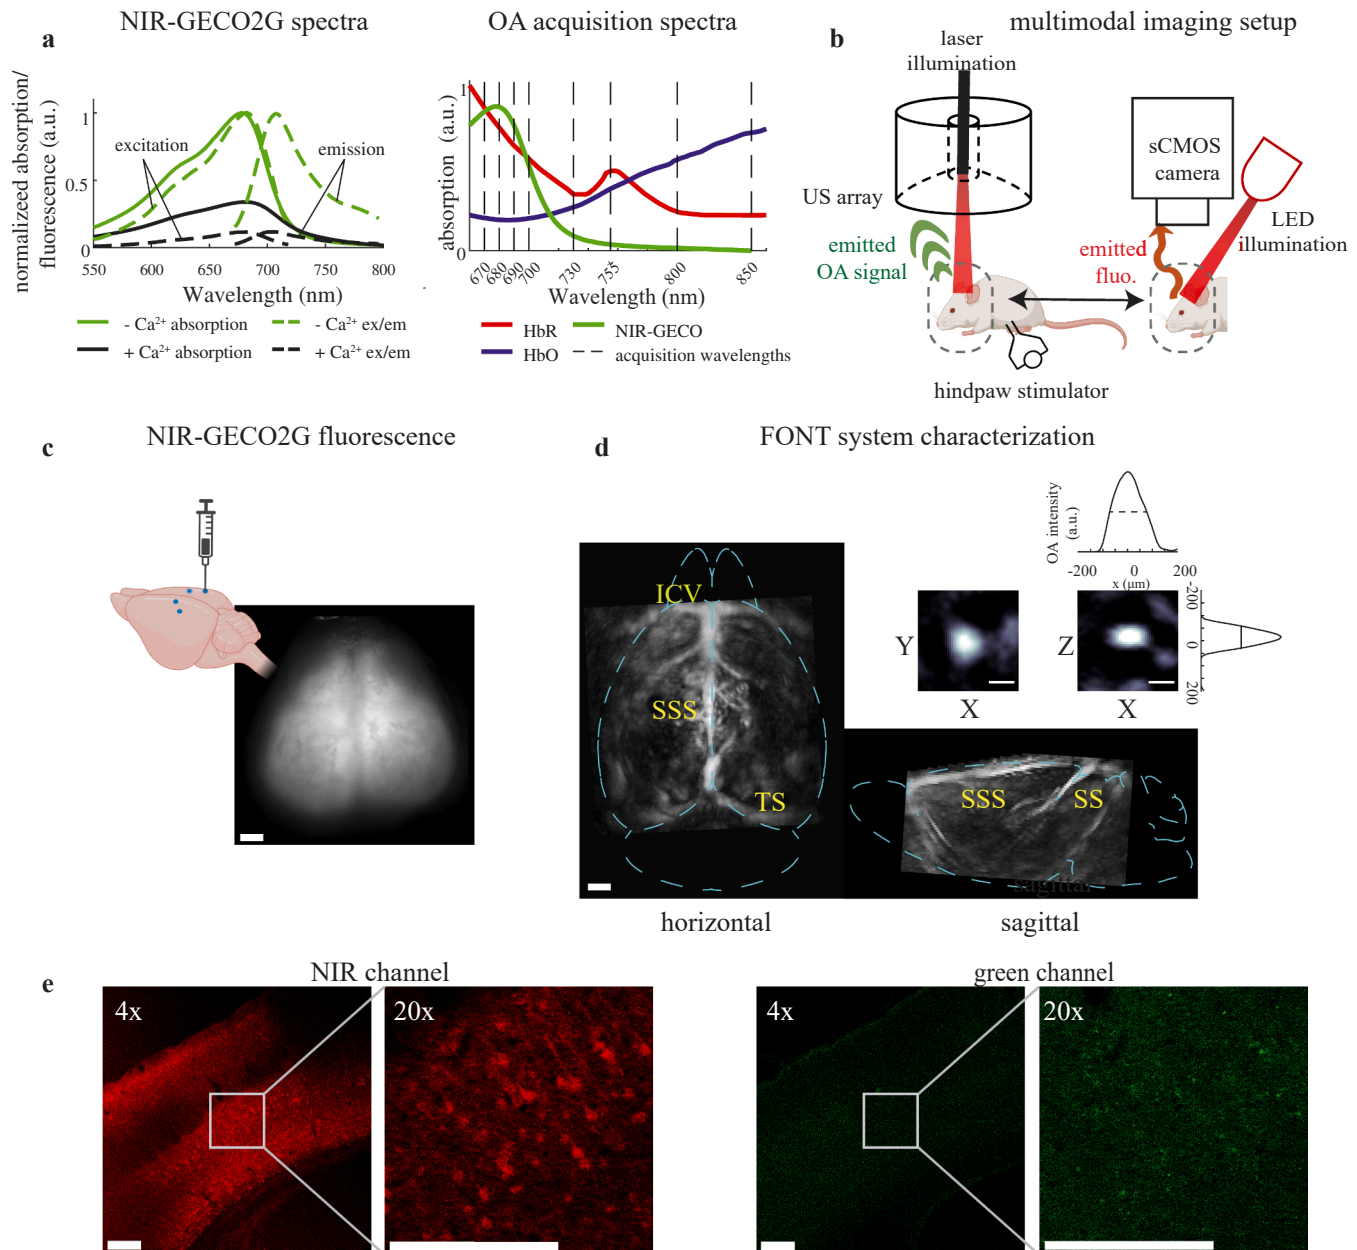 a
NIR-GECO2G spectra
normalized absorption/
fluorescence (a.u.)
1
0.5
0
excitation
emission
550 600 650 700 750 800
Wavelength (nm)
- Ca²⁺ absorption
- Ca²⁺ ex/em
+ Ca²⁺ absorption
+ Ca²⁺ ex/em
OA acquisition spectra
absorption (a.u.)
1
0
670 680 690 700 730 755 800 850
Wavelength (nm)
HbR
NIR-GECO
HbO
acquisition wavelengths
b
multimodal imaging setup
laser
illumination
US array
emitted
OA signal
sCMOS
camera
LED
illumination
emitted
fluo.
hindpaw stimulator
c
NIR-GECO2G fluorescence
d
FONT system characterization
ICV
SSS
TS
horizontal
OA intensity
(a.u.)
-200 0 200
x (μm)
Y
X
Z
X
-200
0
200
SSS
SS
sagittal
sagittal
e
NIR channel
4x
20x
green channel
4x
20x